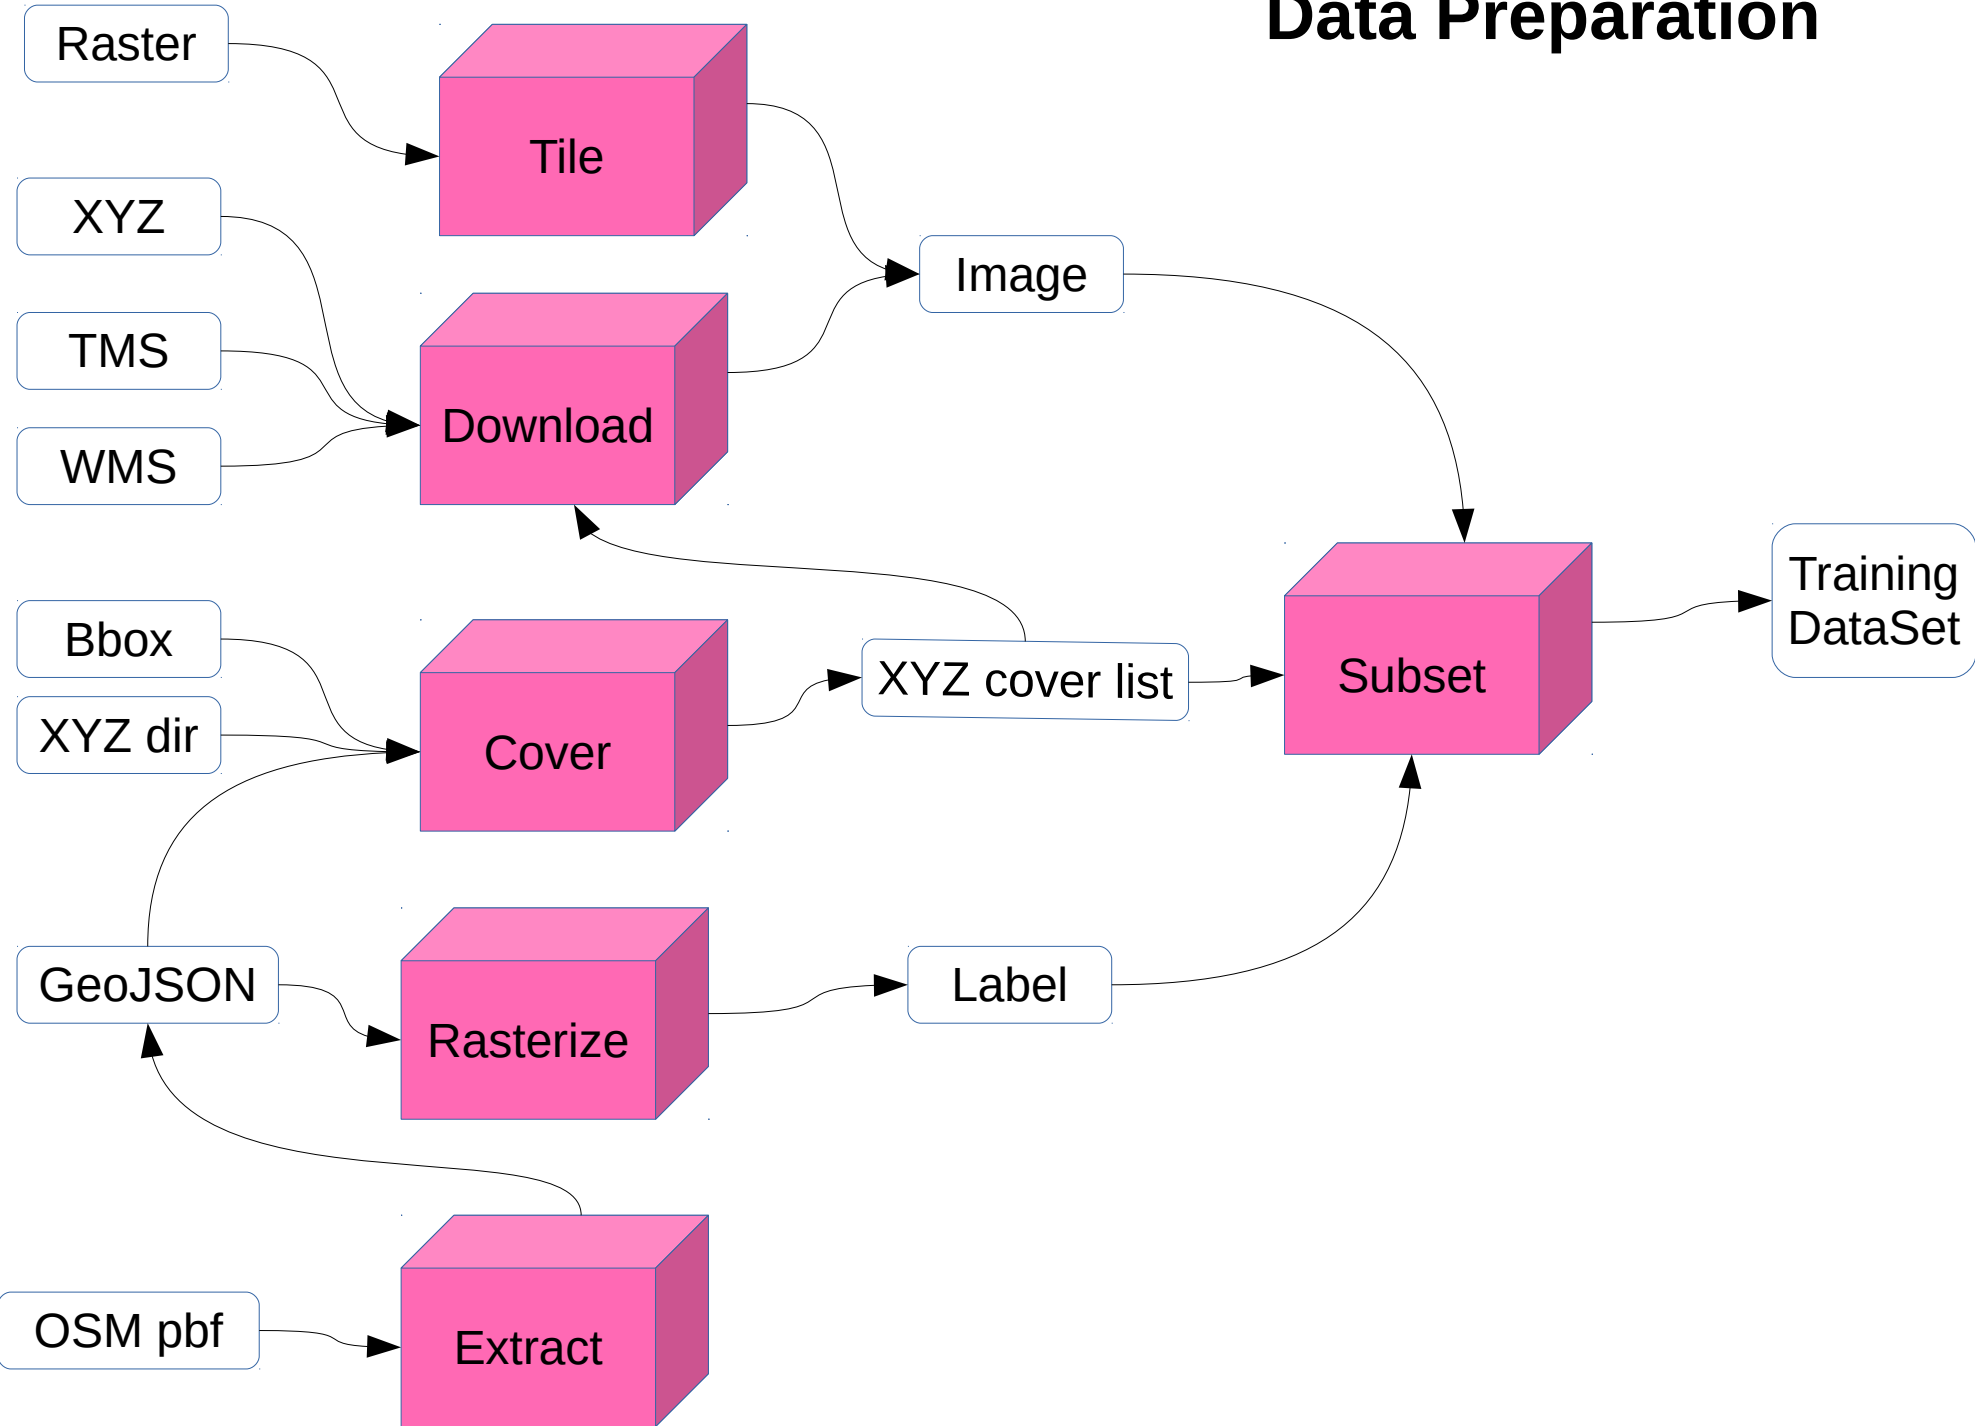 Data Preparation
Raster
Tile
XYZ
Image
TMS
Download
WMS
Training
DataSet
Bbox
XYZ cover list
Subset
XYZ dir
Cover
GeoJSON
Label
Rasterize
OSM pbf
Extract